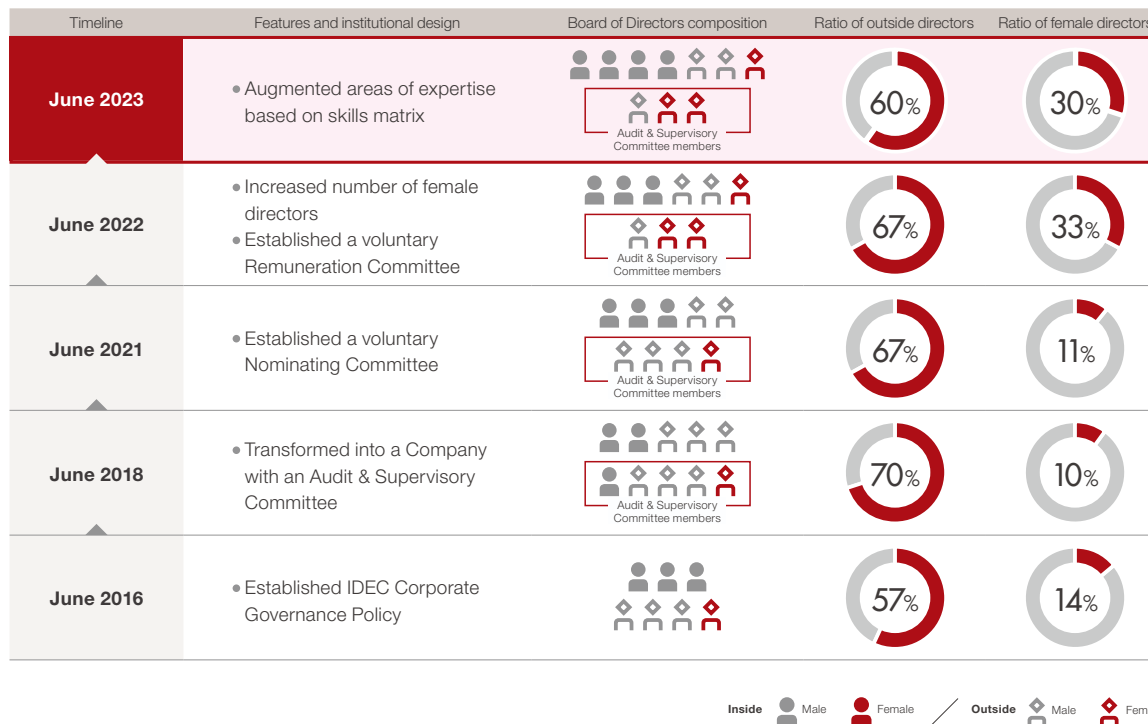 Timeline Features and institutional design Board of Directors composition Ratio of outside directors Ratio of female directors
June 2023
• Augmented areas of expertise
based on skills matrix
Audit & Supervisory
Committee members
60%
30%
June 2022
• Increased number of female
directors
• Established a voluntary
Remuneration Committee
Audit & Supervisory
Committee members
67%
33%
June 2021
• Established a voluntary
Nominating Committee
Audit & Supervisory
Committee members
67%
11%
June 2018
• Transformed into a Company
with an Audit & Supervisory
Committee
Audit & Supervisory
Committee members
70%
10%
June 2016
• Established IDEC Corporate
Governance Policy
57%
14%
Inside Male Female / Outside Male Fem